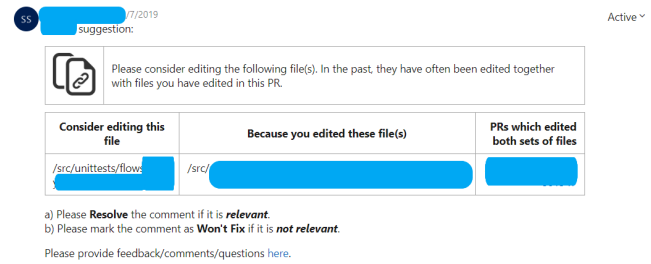 SS
/7/2019
Active
suggestion:
Please consider editing the following file(s). In the past, they have often been edited together
with files you have edited in this PR.
Consider editing this
file
Because you edited these file(s)
PRs which edited
both sets of files
/src/unittests/flows
/src/
a) Please Resolve the comment if it is relevant.
b) Please mark the comment as Won't Fix if it is not relevant.
Please provide feedback/comments/questions here.